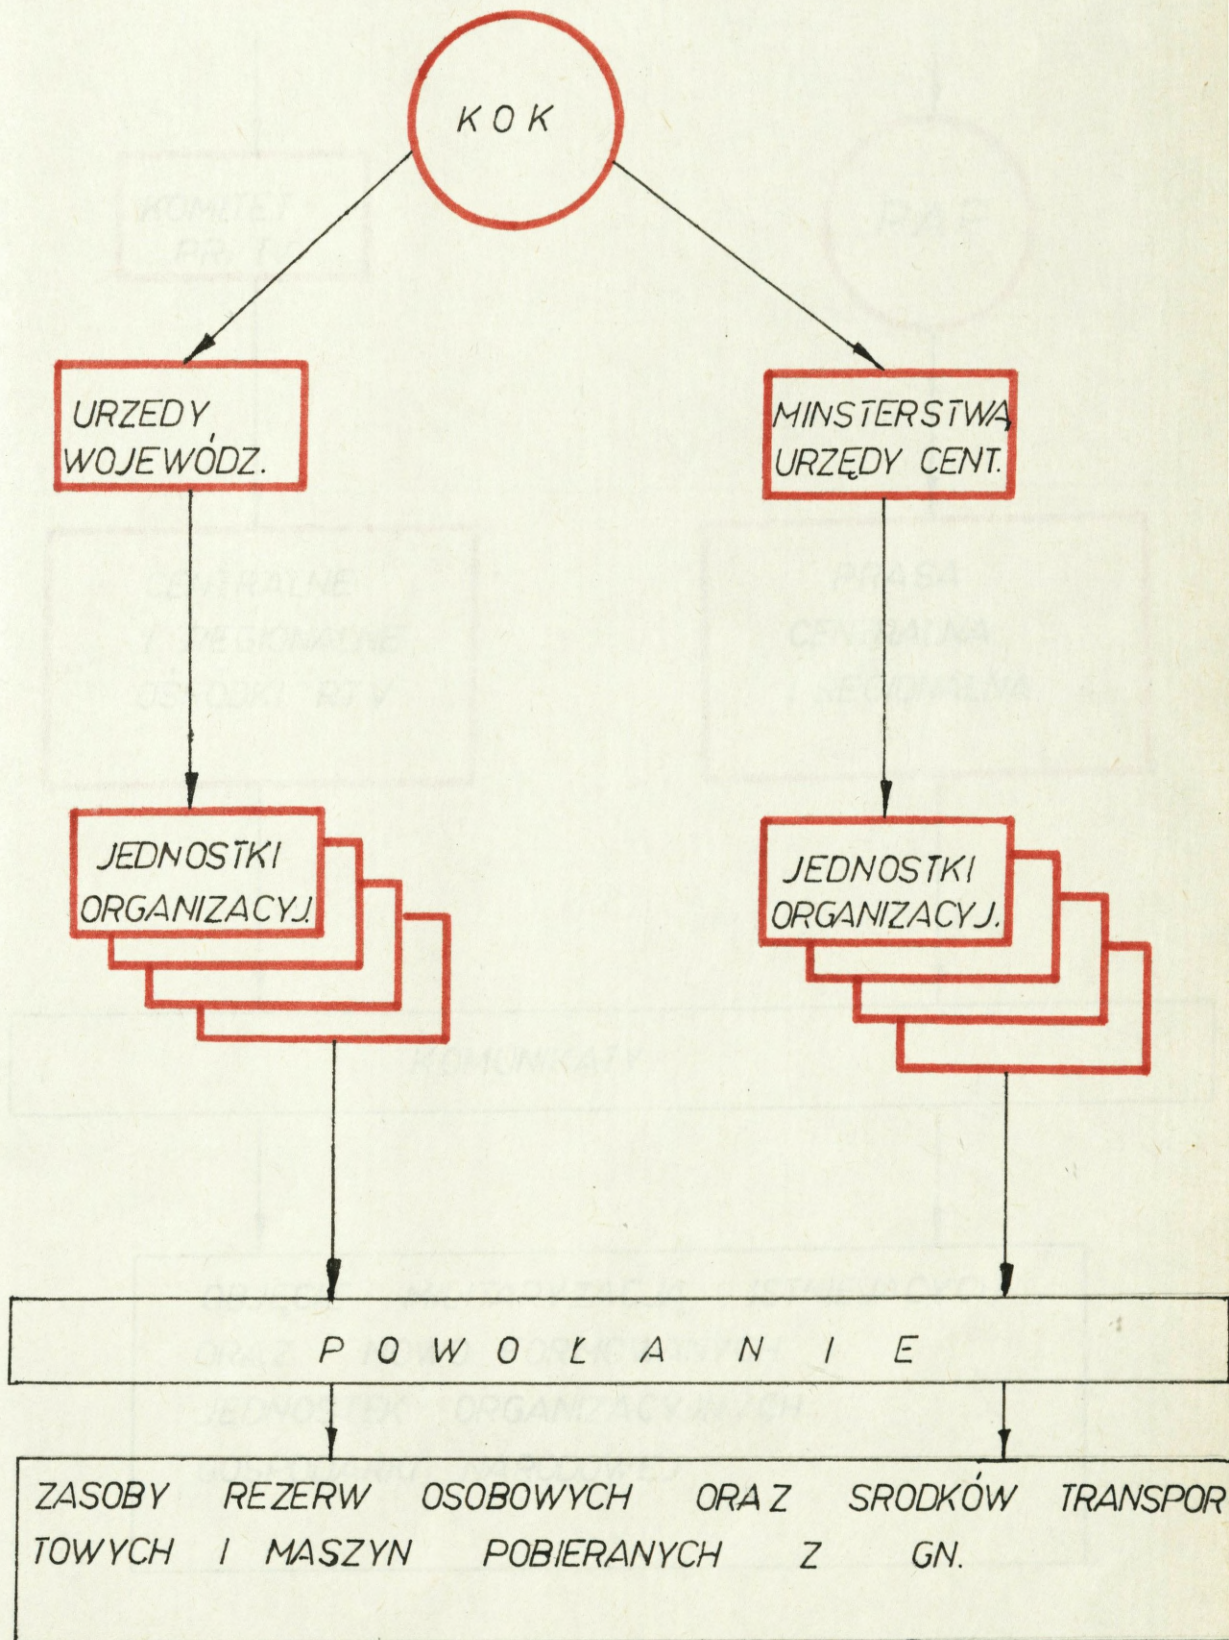 K O K
URZEDY
WOJEWÓDZ.
MINSTERSTWA
URZĘDY CENT.
JEDNOSTKI
ORGANIZACYJ.
JEDNOSTKI
ORGANIZACYJ.
P O W O Ł A N I E
ZASOBY REZERW OSOBOWYCH ORAZ SRODKÓW TRANSPOR
TOWYCH I MASZYN POBIERANYCH Z GN.